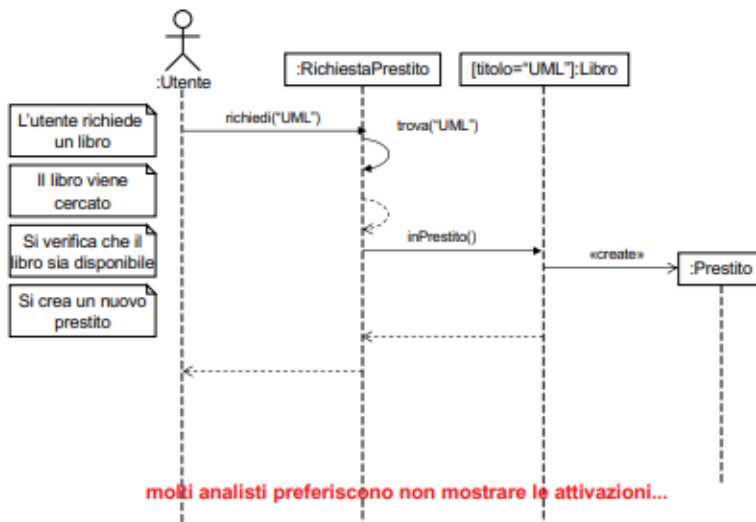 :Utente
:RichiestaPrestito
[titolo="UML"]:Libro
L'utente richiede
un libro
richiedi("UML")
trova("UML")
Il libro viene
cercato
Si verifica che il
libro sia disponibile
inPrestito()
«create»
:Prestito
Si crea un nuovo
prestito
molti analisti preferiscono non mostrare le attivazioni...